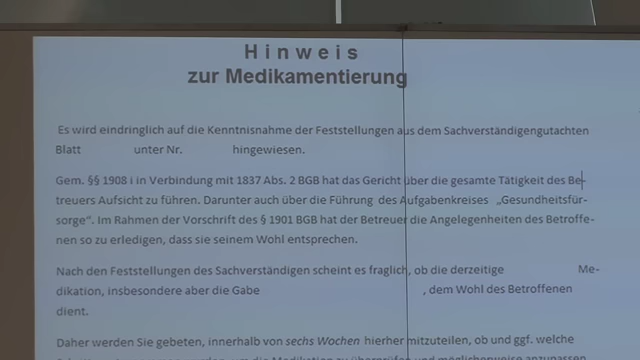 Hinweis
zur Medikamentierung
Es wird eindringlich auf die Kenntnisnahme der Feststellungen aus dem Sachverständigengutachten
Blatt unter Nr. hingewiesen.
Gem. §§ 1908 i in Verbindung mit 1837 Abs. 2 BGB hat das Gericht über die gesamte Tätigkeit des Be-
treuers Aufsicht zu führen. Darunter auch über die Führung des Aufgabenkreises „Gesundheitsfür-
sorge“. Im Rahmen der Vorschrift des § 1901 BGB hat der Betreuer die Angelegenheiten des Betroffe-
nen so zu erledigen, dass sie seinem Wohl entsprechen.
Nach den Feststellungen des Sachverständigen scheint es fraglich, ob die derzeitige Me-
dikation, insbesondere aber die Gabe , dem Wohl des Betroffenen
dient.
Daher werden Sie gebeten, innerhalb von sechs Wochen hierher mitzuteilen, ob und ggf. welche